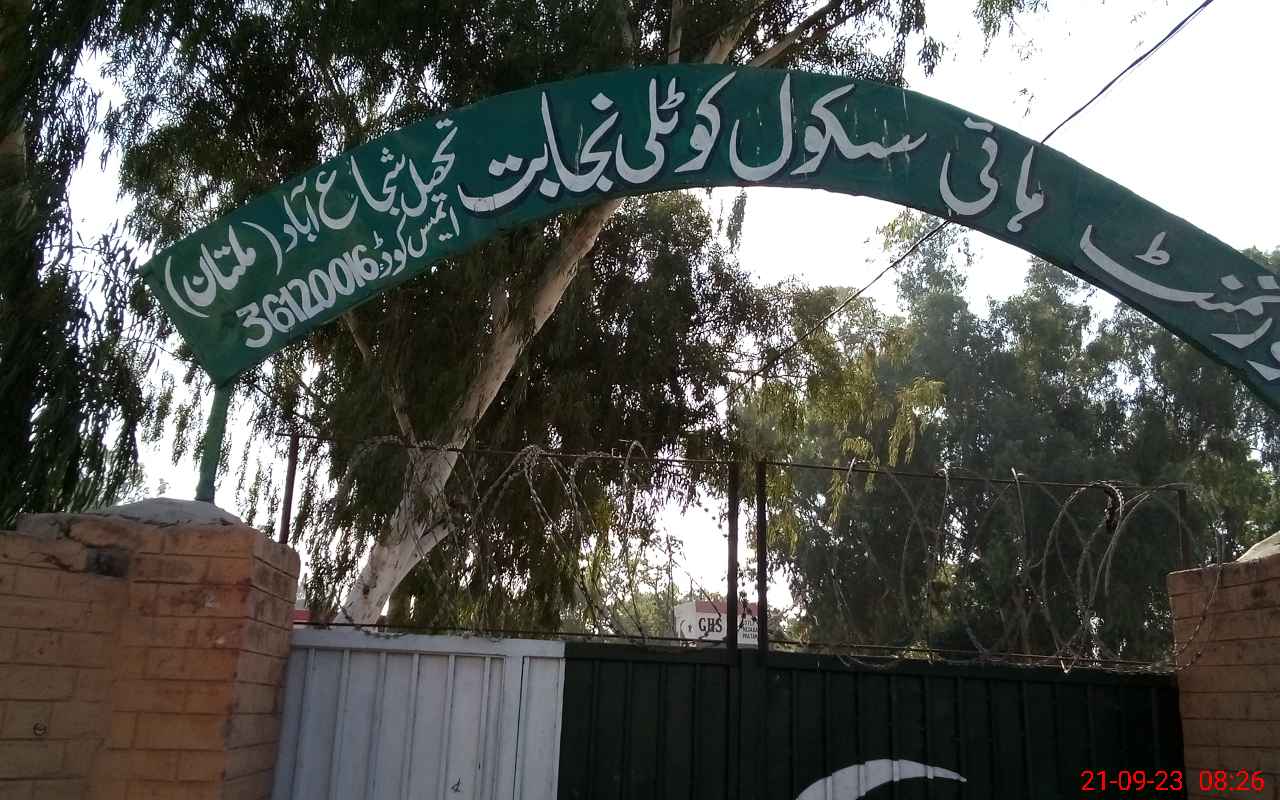 ورنمنٹ ہائی سکول کوٹلی نجابت
تحصیل شجاع آباد (ملتان)
ایمس کوڈ 36120016
GHS
21-09-23 08:26